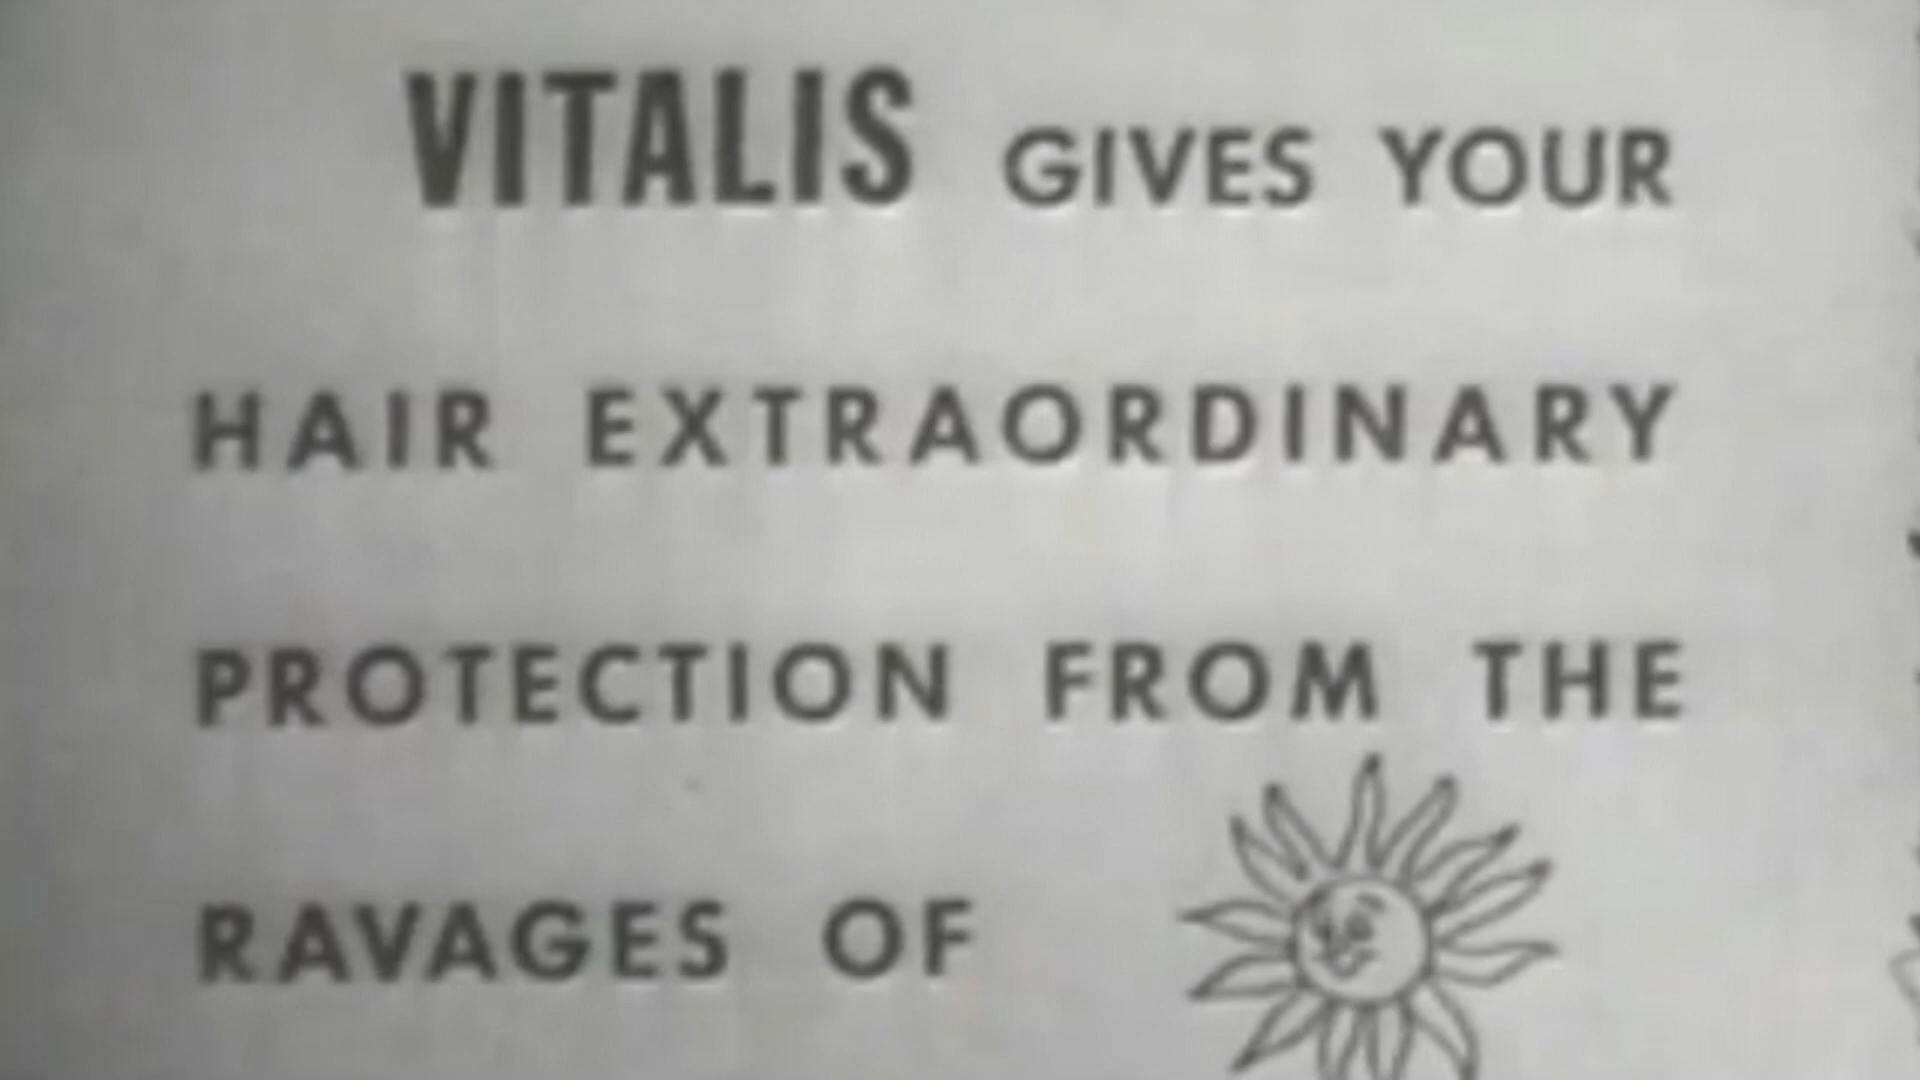 VITALIS GIVES YOUR
HAIR EXTRAORDINARY
PROTECTION FROM THE
RAVAGES OF